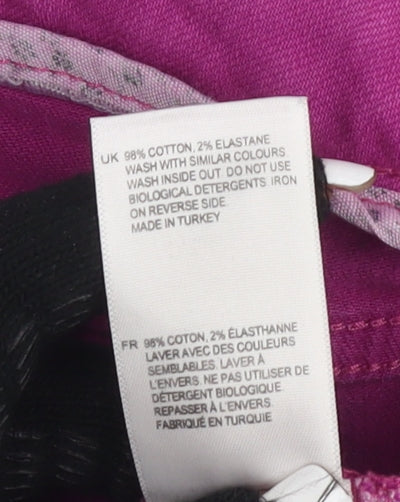 UK 98% COTTON, 2% ELASTANE
WASH WITH SIMILAR COLOURS
WASH INSIDE OUT. DO NOT USE
BIOLOGICAL DETERGENTS. IRON
ON REVERSE SIDE.
MADE IN TURKEY
FR 98% COTTON, 2% ÉLASTHANNE
LAVER AVEC DES COULEURS
SEMBLABLES. LAVER À
L'ENVERS. NE PAS UTILISER DE
DÉTERGENT BIOLOGIQUE.
REPASSER À L'ENVERS.
FABRIQUÉ EN TURQUIE